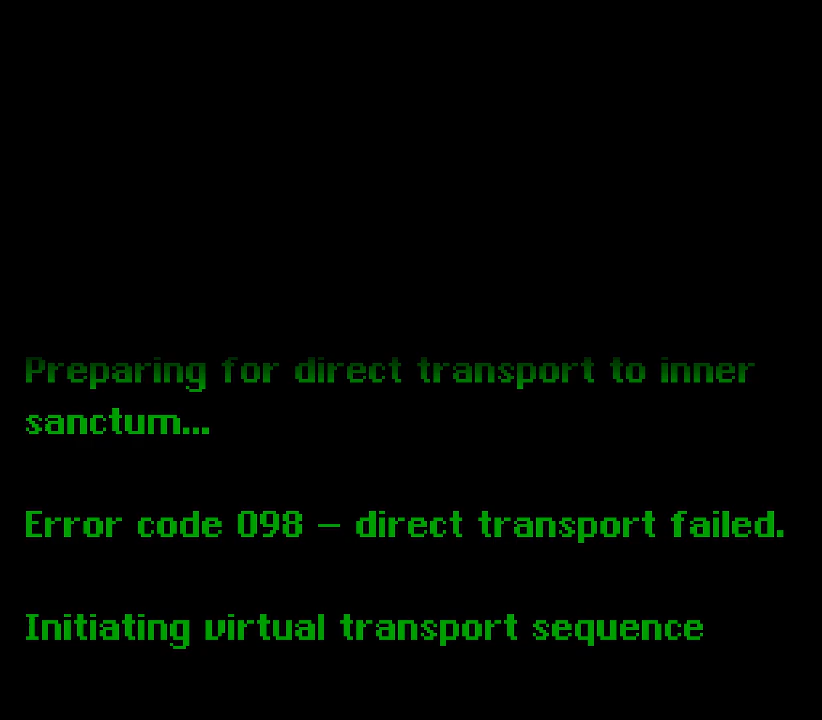 Preparing for direct transport to inner
sanctum...
Error code 098 – direct transport failed.
Initiating virtual transport sequence